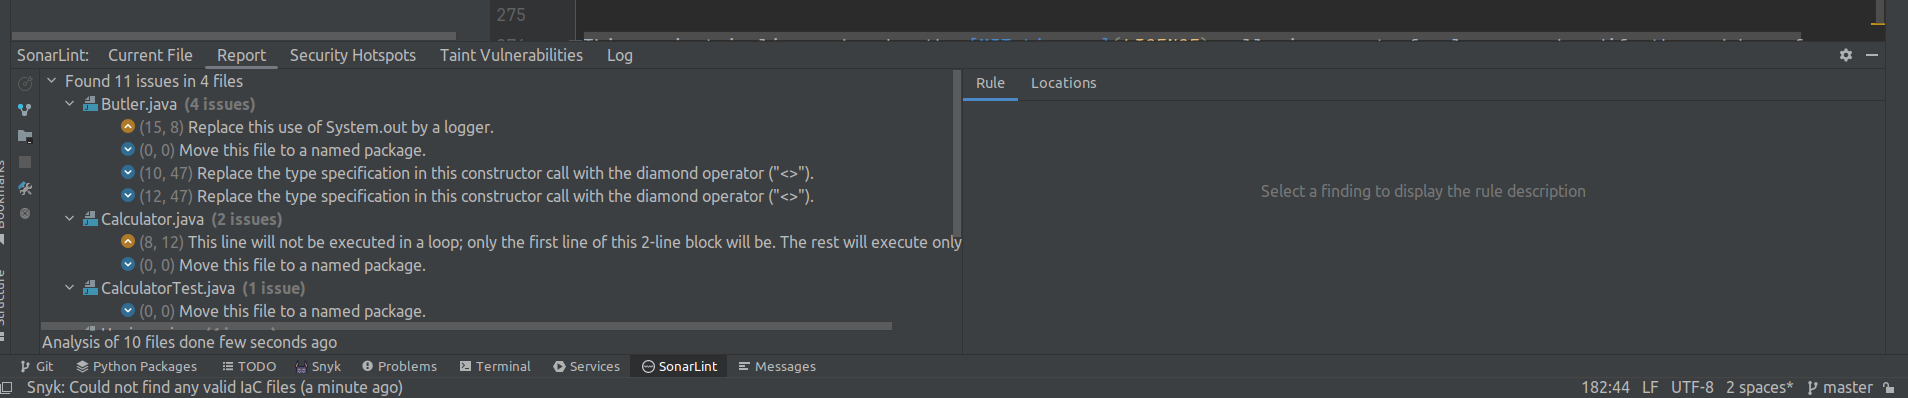 275
SonarLint: Current File Report Security Hotspots Taint Vulnerabilities Log
Found 11 issues in 4 files
Rule Locations
Butler.java (4 issues)
(15, 8) Replace this use of System.out by a logger.
(0, 0) Move this file to a named package.
(10, 47) Replace the type specification in this constructor call with the diamond operator ("<>").
(12, 47) Replace the type specification in this constructor call with the diamond operator ("<>").
Select a finding to display the rule description
Calculator.java (2 issues)
(8, 12) This line will not be executed in a loop; only the first line of this 2-line block will be. The rest will execute only
(0, 0) Move this file to a named package.
CalculatorTest.java (1 issue)
(0, 0) Move this file to a named package.
Analysis of 10 files done few seconds ago
Bookmarks
Structure
Git Python Packages TODO Snyk Problems Terminal Services SonarLint Messages
Snyk: Could not find any valid IaC files (a minute ago) 182:44 LF UTF-8 2 spaces* master